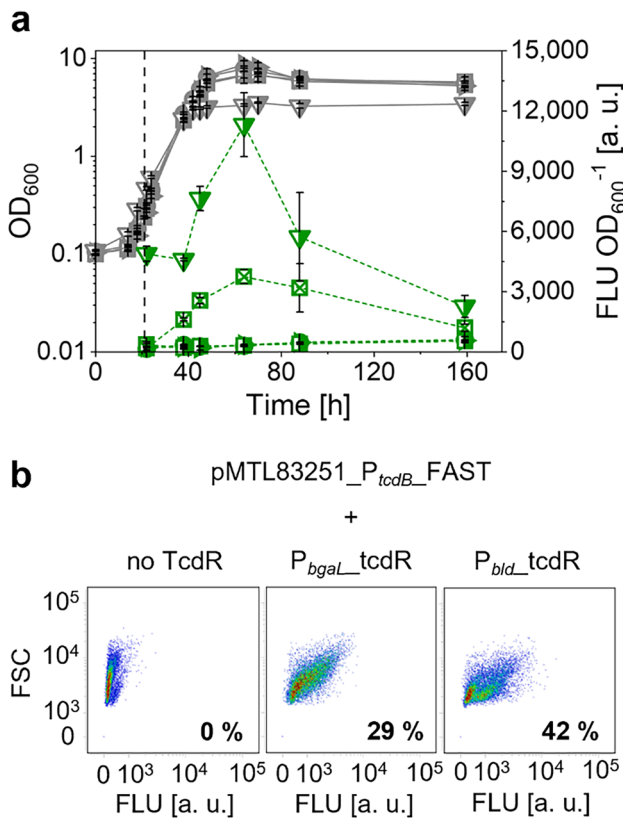 a
10
1
0.1
0.01
OD600
15,000
12,000
9,000
6,000
3,000
0
FLU OD600-1 [a. u.]
0 40 80 120 160
Time [h]
b
pMTL83251_PtcdB_FAST
+
no TcdR PbgaL_tcdR Pbld_tcdR
10⁵
10⁴
10³
0
FSC
0 %
29 %
42 %
0 10³ 10⁴ 10⁵ 0 10³ 10⁴ 10⁵ 0 10³ 10⁴ 10⁵
FLU [a. u.] FLU [a. u.] FLU [a. u.]